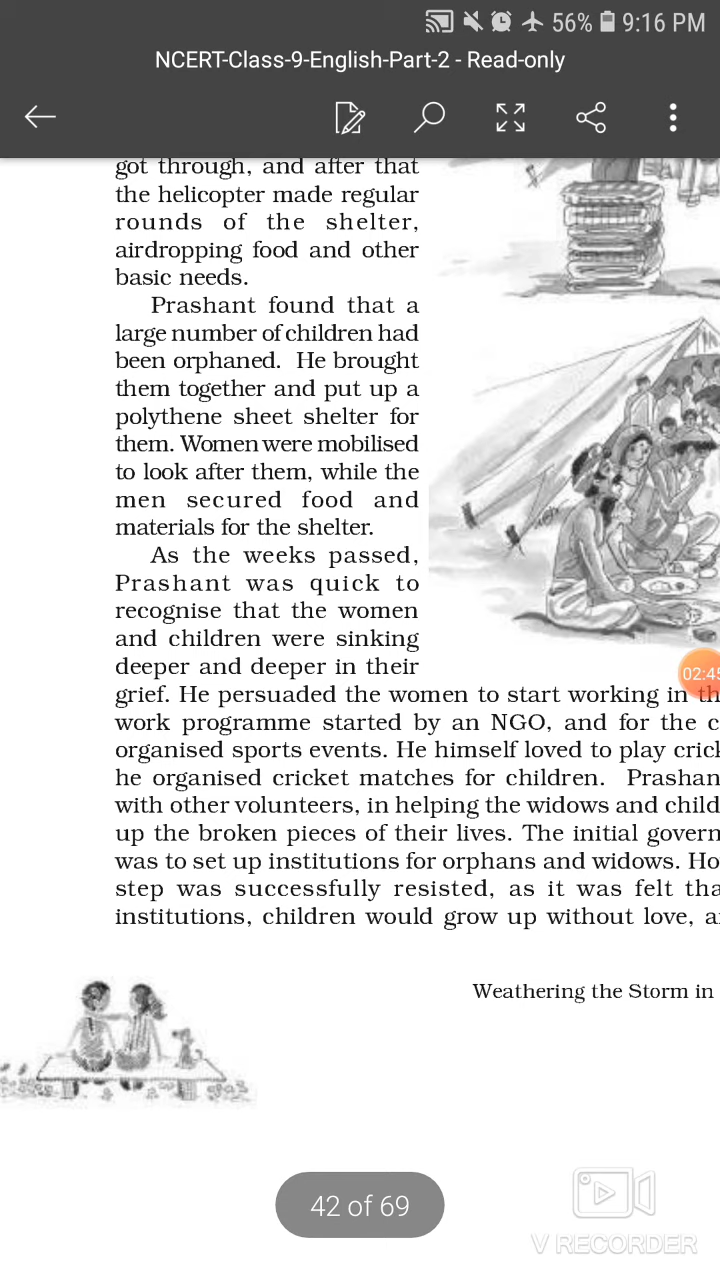 56% 9:16 PM
NCERT-Class-9-English-Part-2 - Read-only
got through, and after that
the helicopter made regular
rounds of the shelter,
airdropping food and other
basic needs.
Prashant found that a
large number of children had
been orphaned. He brought
them together and put up a
polythene sheet shelter for
them. Women were mobilised
to look after them, while the
men secured food and
materials for the shelter.
As the weeks passed,
Prashant was quick to
recognise that the women
and children were sinking
deeper and deeper in their
grief. He persuaded the women to start working in th
work programme started by an NGO, and for the c
organised sports events. He himself loved to play crick
he organised cricket matches for children. Prashan
with other volunteers, in helping the widows and child
up the broken pieces of their lives. The initial govern
was to set up institutions for orphans and widows. Ho
step was successfully resisted, as it was felt tha
institutions, children would grow up without love, a
02:45
Weathering the Storm in
42 of 69
V RECORDER